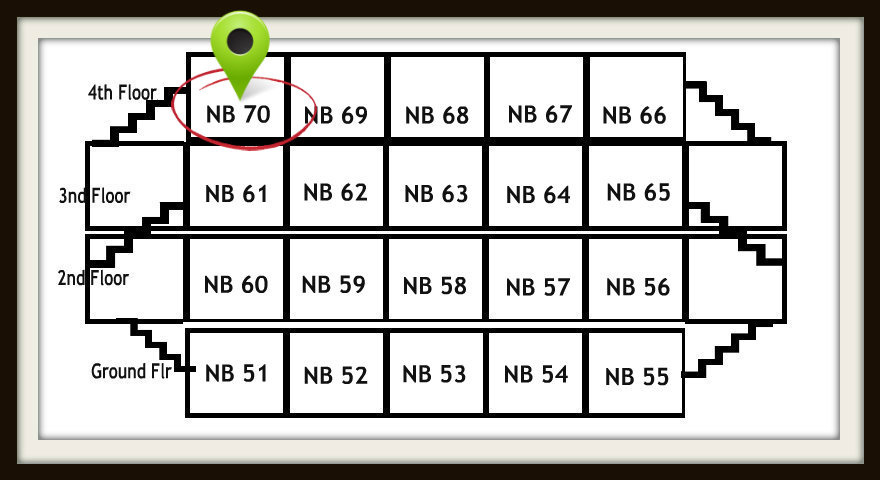 4th Floor
NB 70 NB 69 NB 68 NB 67 NB 66
3nd Floor
NB 61 NB 62 NB 63 NB 64 NB 65
2nd Floor
NB 60 NB 59 NB 58 NB 57 NB 56
Ground Flr
NB 51 NB 52 NB 53 NB 54 NB 55